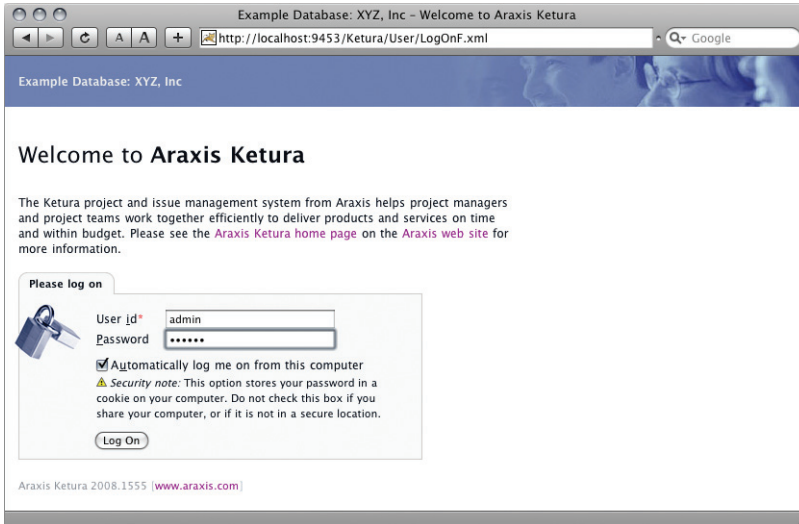 Example Database: XYZ, Inc – Welcome to Araxis Ketura
A A + http://localhost:9453/Ketura/User/LogOnF.xml Google
Example Database: XYZ, Inc
Welcome to Araxis Ketura
The Ketura project and issue management system from Araxis helps project managers
and project teams work together efficiently to deliver products and services on time
and within budget. Please see the Araxis Ketura home page on the Araxis web site for
more information.
Please log on
User id* admin
Password ••••••
Automatically log me on from this computer
Security note: This option stores your password in a
cookie on your computer. Do not check this box if you
share your computer, or if it is not in a secure location.
Log On
Araxis Ketura 2008.1555 [www.araxis.com]